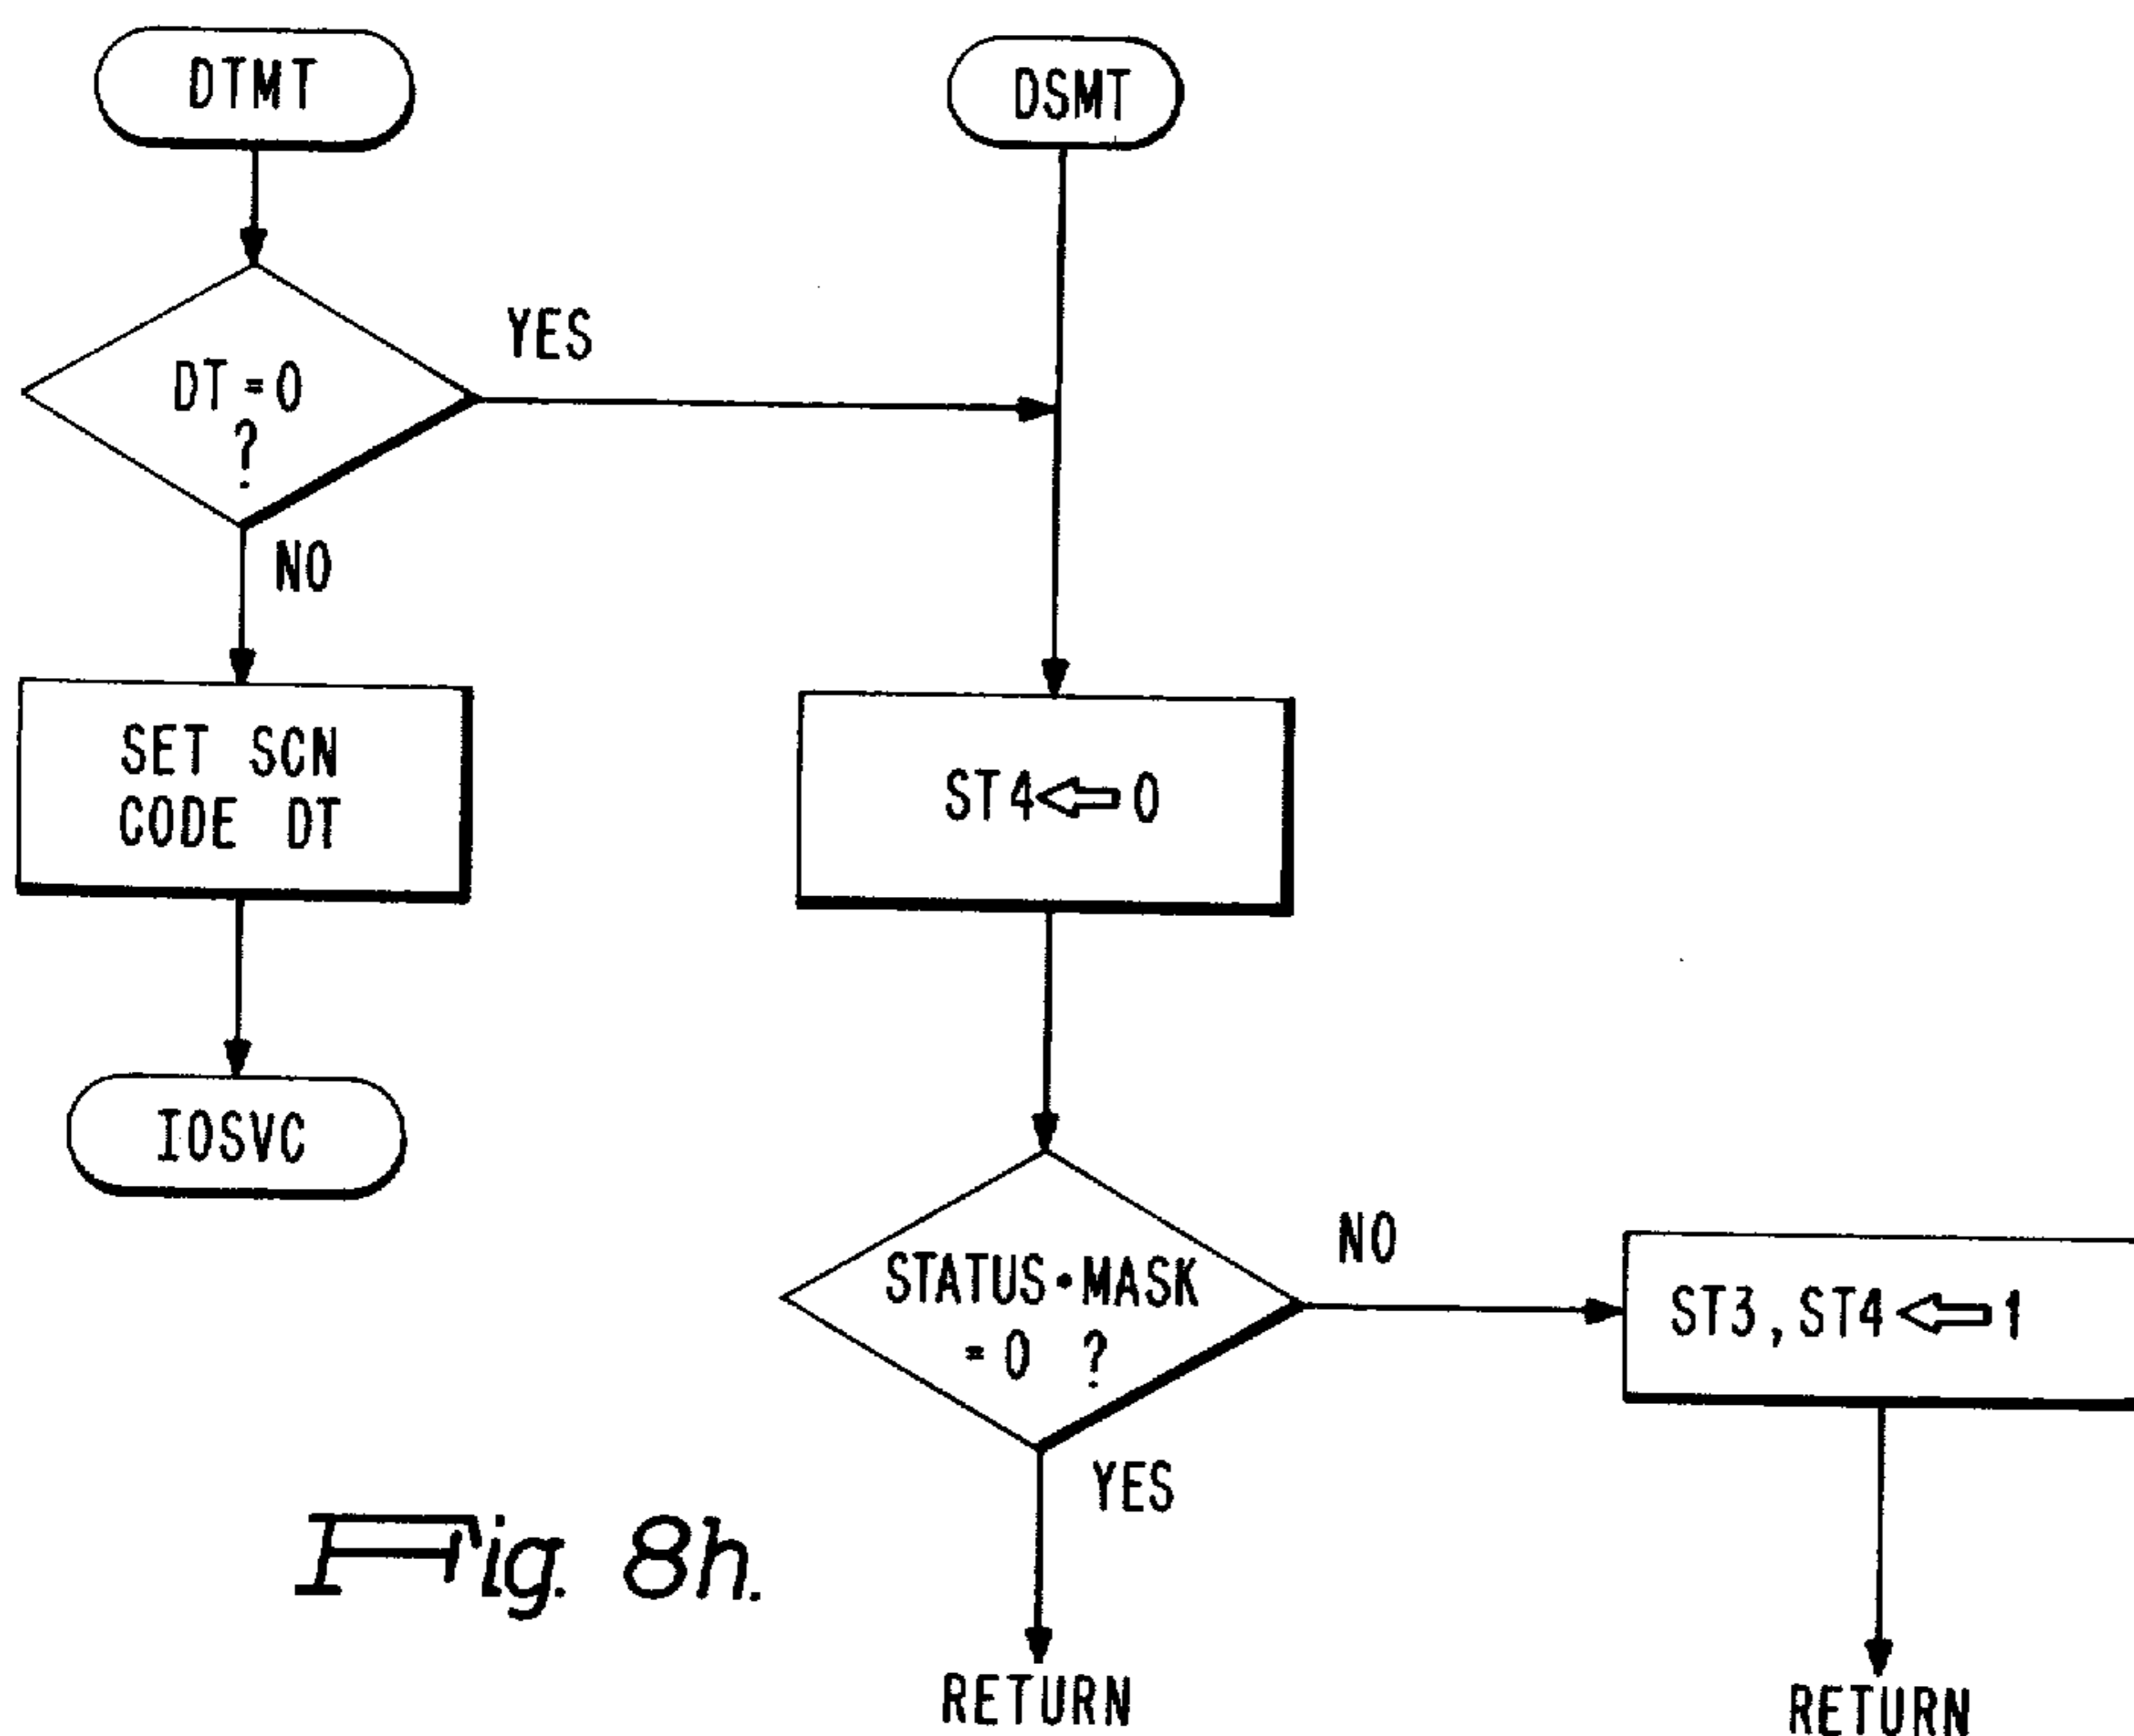 DTMT
DSMT
DT=0
?
YES
NO
SET SCN
CODE DT
ST4⇐0
IOSVC
STATUS•MASK
=0 ?
NO
ST3,ST4⇐1
YES
RETURN
RETURN
Fig. 8h.